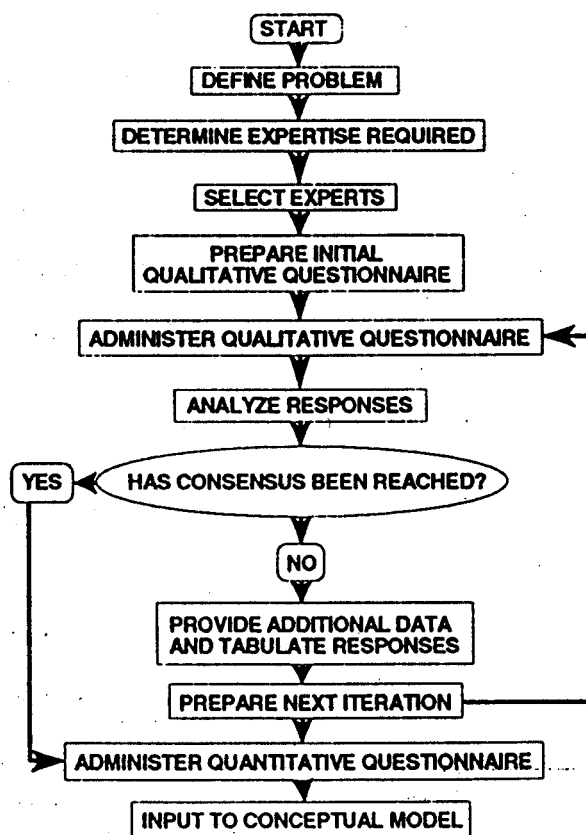 START
DEFINE PROBLEM
DETERMINE EXPERTISE REQUIRED
SELECT EXPERTS
PREPARE INITIAL
QUALITATIVE QUESTIONNAIRE
ADMINISTER QUALITATIVE QUESTIONNAIRE
ANALYZE RESPONSES
YES
HAS CONSENSUS BEEN REACHED?
NO
PROVIDE ADDITIONAL DATA
AND TABULATE RESPONSES
PREPARE NEXT ITERATION
ADMINISTER QUANTITATIVE QUESTIONNAIRE
INPUT TO CONCEPTUAL MODEL